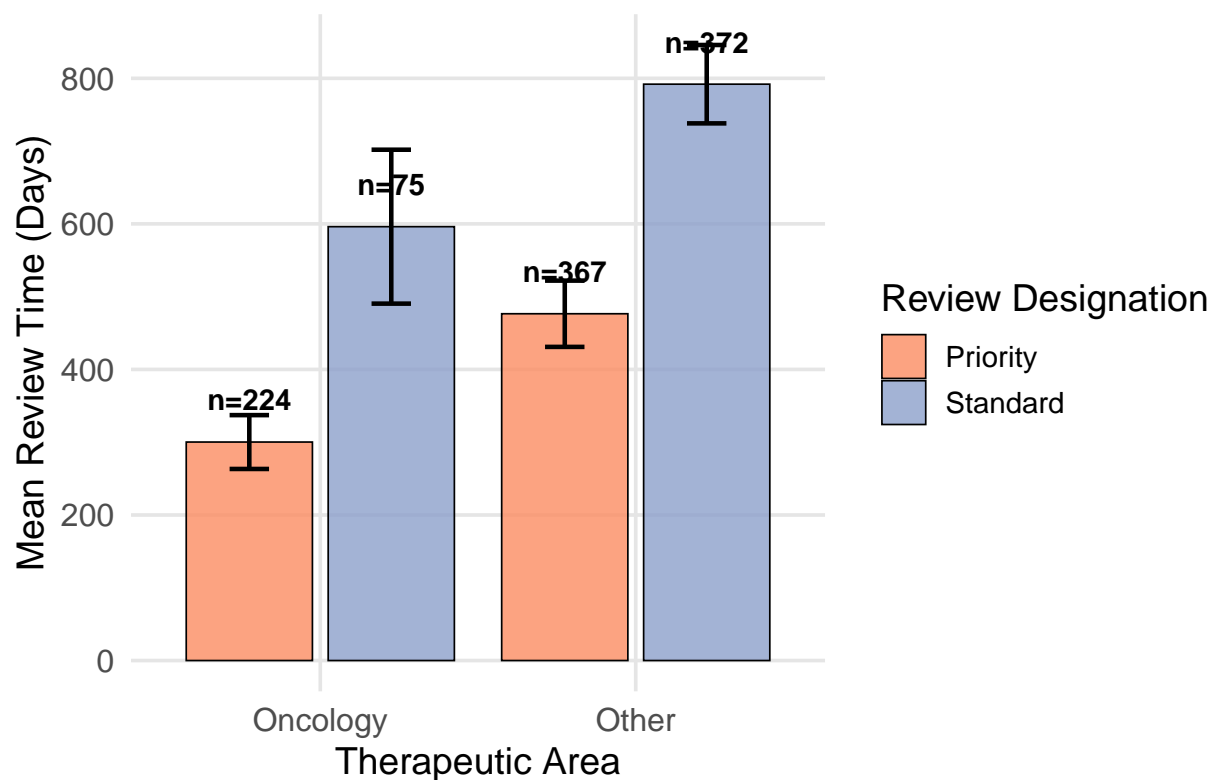 Mean Review Time (Days)
800
600
400
200
0
n=224
n=75
n=367
n=372
Oncology
Other
Therapeutic Area
Review Designation
Priority
Standard